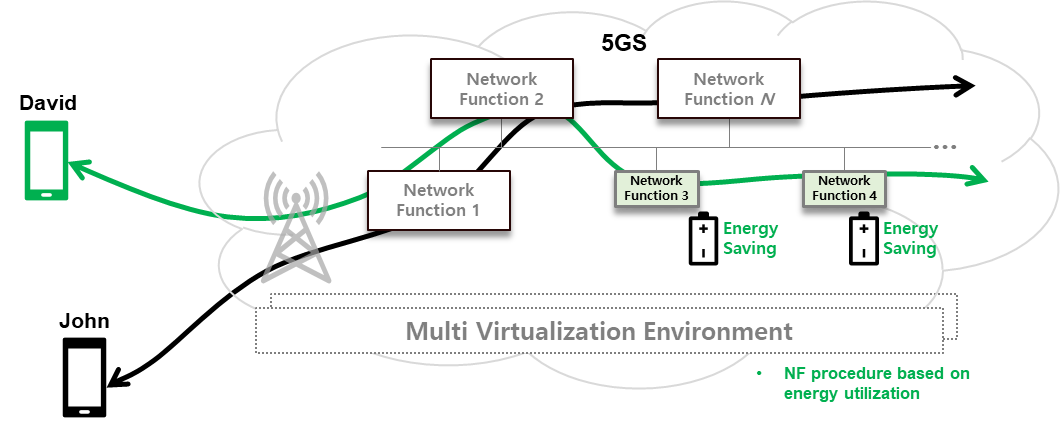 5GS
David
Network
Function 2
Network
Function N
...
Network
Function 1
Network
Function 3
Network
Function 4
Energy
Saving
Energy
Saving
John
Multi Virtualization Environment
• NF procedure based on
energy utilization